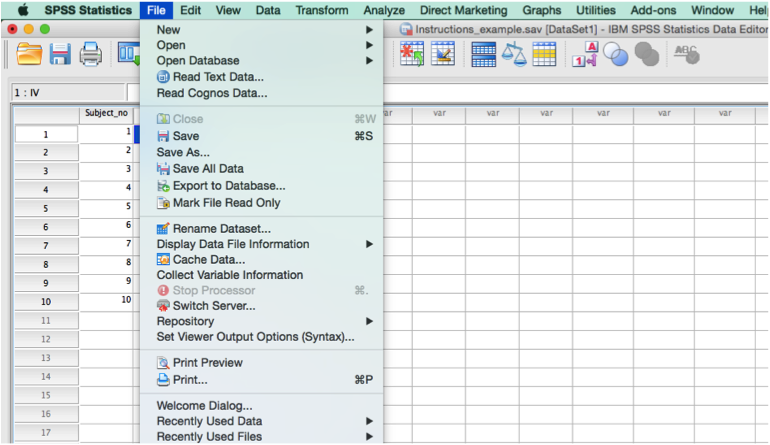 SPSS Statistics File Edit View Data Transform Analyze Direct Marketing Graphs Utilities Add-ons Window Help
Instructions_example.sav [DataSet1] - IBM SPSS Statistics Data Editor
New
Open
Open Database
Read Text Data...
Read Cognos Data...
Close ⌘W
Save ⌘S
Save As...
Save All Data
Export to Database...
Mark File Read Only
Rename Dataset...
Display Data File Information
Cache Data...
Collect Variable Information
Stop Processor ⌘.
Switch Server...
Repository
Set Viewer Output Options (Syntax)...
Print Preview
Print... ⌘P
Welcome Dialog...
Recently Used Data
Recently Used Files
A
1
ABC
1 : IV
Subject_no var var var var var var
1 1
2 2
3 3
4 4
5 5
6 6
7 7
8 8
9 9
10 10
11
12
13
14
15
16
17